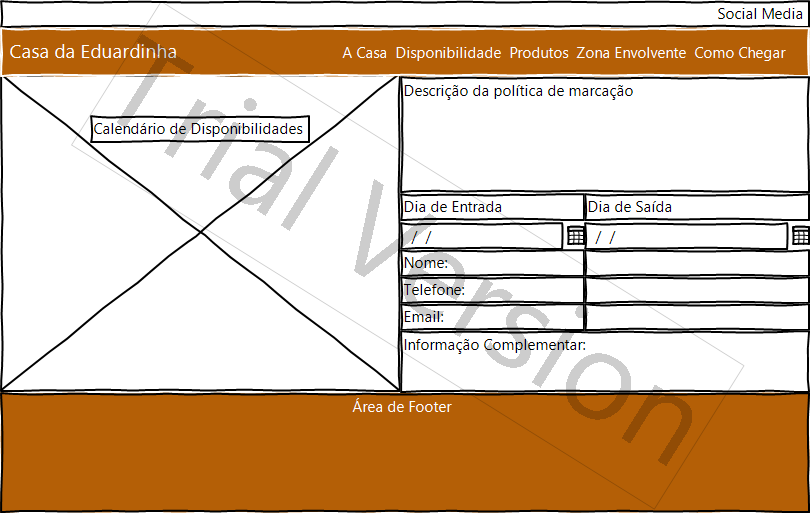 Social Media
Casa da Eduardinha
A Casa Disponibilidade Produtos Zona Envolvente Como Chegar
Calendário de Disponibilidades
Descrição da política de marcação
Dia de Entrada
Dia de Saída
/ /
/ /
Nome:
Telefone:
Email:
Informação Complementar:
Área de Footer
Trial Version